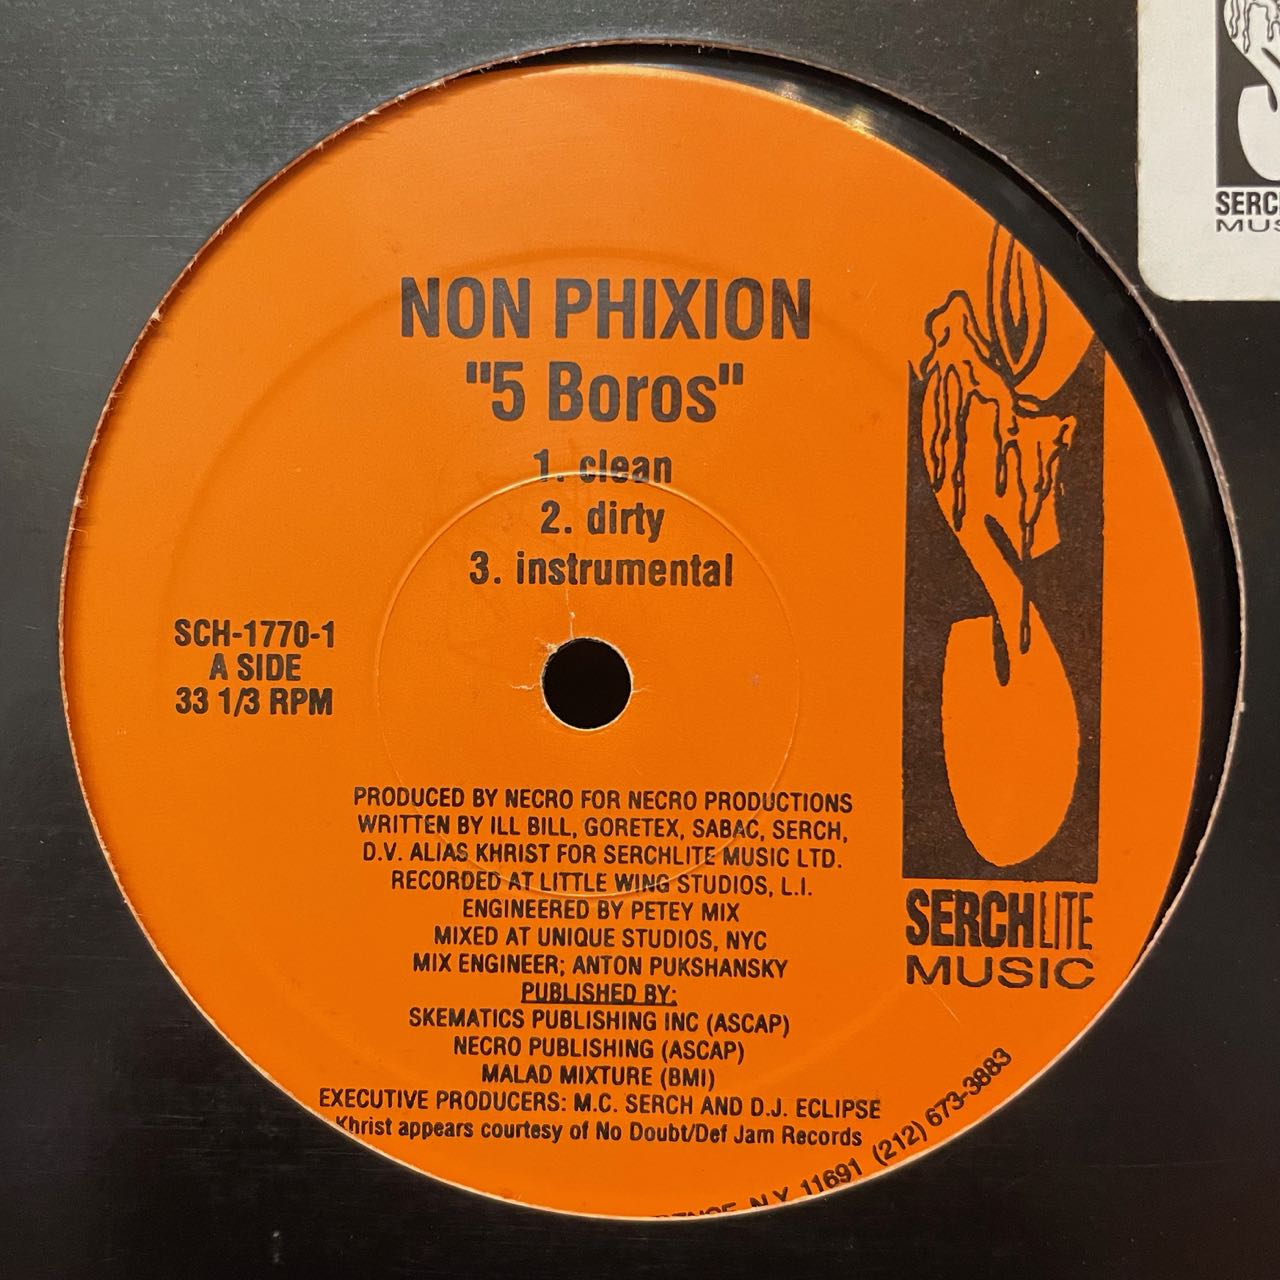 NON PHIXION
"5 Boros"
1. clean
2. dirty
3. instrumental
SCH-1770-1
A SIDE
33 1/3 RPM
PRODUCED BY NECRO FOR NECRO PRODUCTIONS
WRITTEN BY ILL BILL, GORETEX, SABAC, SERCH,
D.V. ALIAS KHRIST FOR SERCHLITE MUSIC LTD.
RECORDED AT LITTLE WING STUDIOS, L.I.
ENGINEERED BY PETEY MIX
MIXED AT UNIQUE STUDIOS, NYC
MIX ENGINEER; ANTON PUKSHANSKY
PUBLISHED BY:
SKEMATICS PUBLISHING INC (ASCAP)
NECRO PUBLISHING (ASCAP)
MALAD MIXTURE (BMI)
EXECUTIVE PRODUCERS: M.C. SERCH AND D.J. ECLIPSE
Khrist appears courtesy of No Doubt/Def Jam Records
N.Y. 11691 (212) 673-3883
SERCHLITE
MUSIC
SERC
MUS